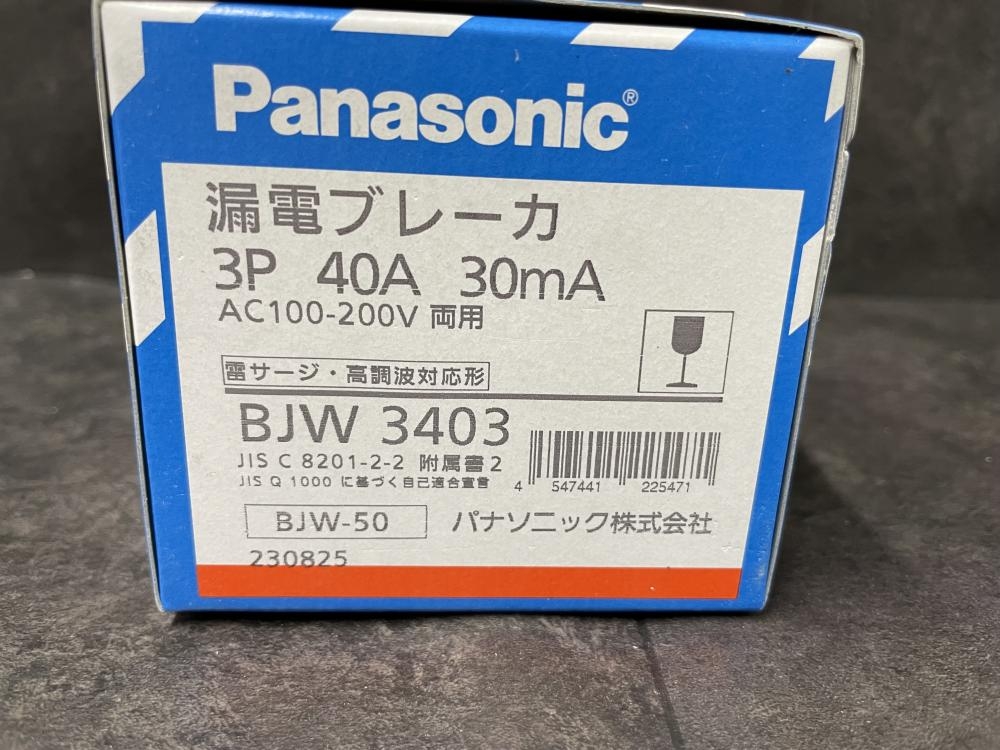 Panasonic®
漏電ブレーカ
3P 40A 30mA
AC100-200V 両用
雷サージ・高調波対応形
BJW 3403
JIS C 8201-2-2 附属書2
JIS Q 1000 に基づく自己適合宣言
4 547441 225471
BJW-50 パナソニック株式会社
230825